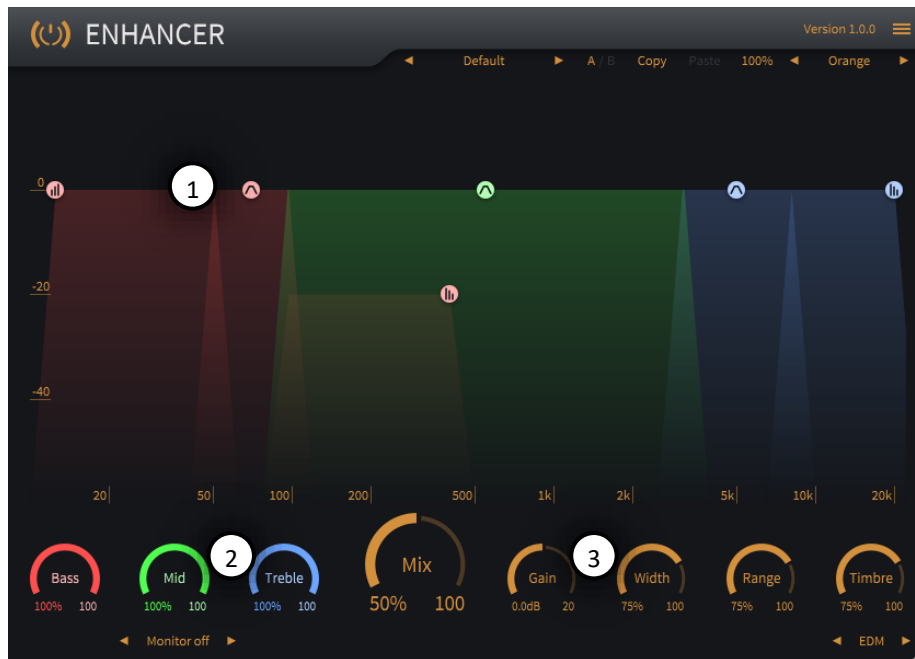 ENHANCER
Version 1.0.0
Default A / B Copy Paste 100% Orange
1
0
-20
-40
20 50 100 200 500 1k 2k 5k 10k 20k
2
3
Bass Mid Treble Mix Gain Width Range Timbre
100% 100 100% 100 100% 100 50% 100 0.0dB 20 75% 100 75% 100 75% 100
Monitor off EDM